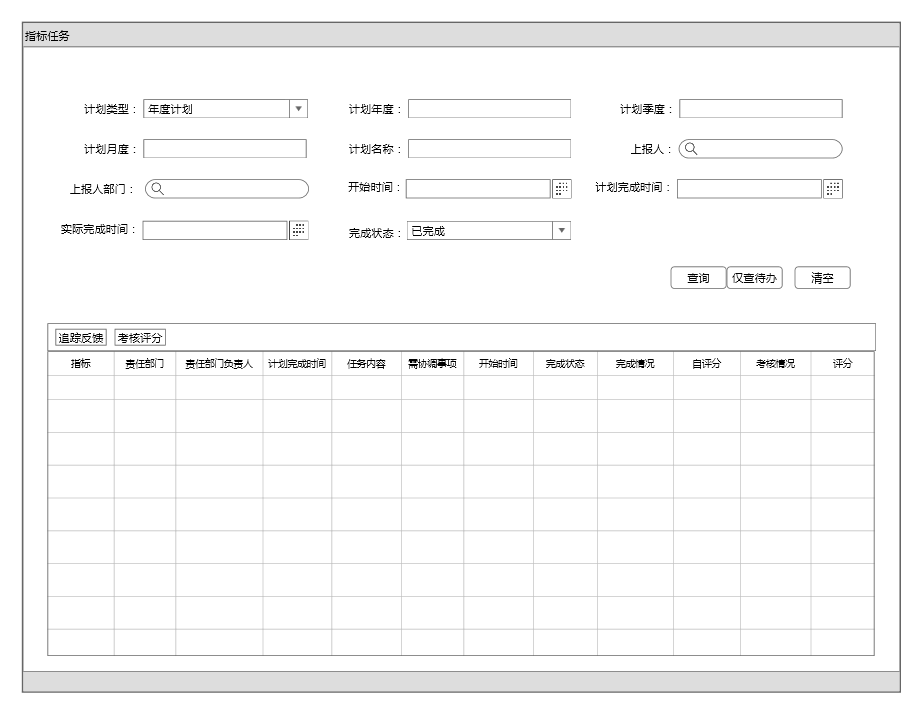 指标任务
计划类型： 年度计划 计划年度： 计划季度：
计划月度： 计划名称： 上报人：
上报人部门： 开始时间： 计划完成时间：
实际完成时间： 完成状态： 已完成
查询 仅查待办 清空
追踪反馈 考核评分
指标 责任部门 责任部门负责人 计划完成时间 任务内容 需协调事项 开始时间 完成状态 完成情况 自评分 考核情况 评分